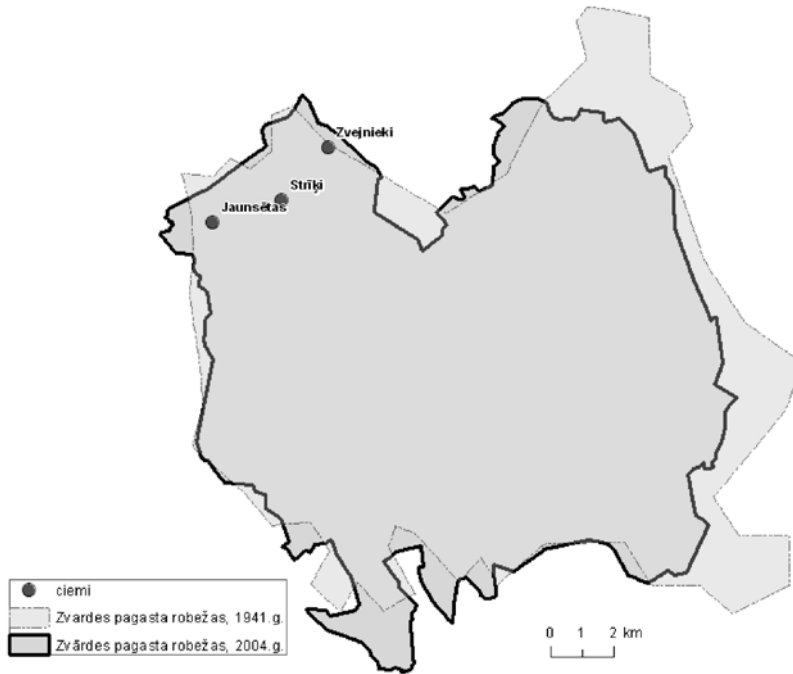 Zvejnieki
Strīķi
Jaunsētas
ciemi
Zvardes pagasta robežas, 1941.g.
Zvārdes pagasta robežas, 2004.g.
0 1 2 km